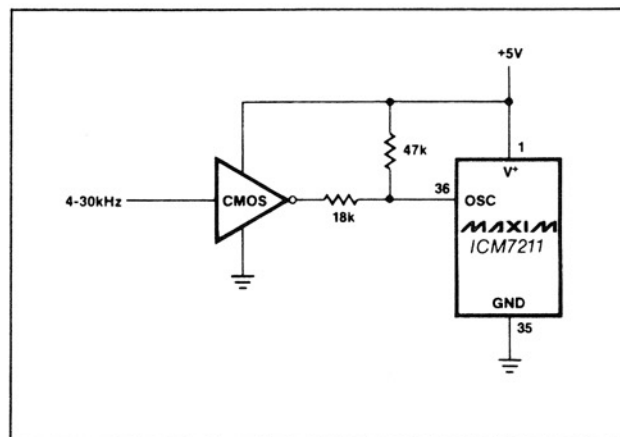 +5V
47k
1
V+
4-30kHz
CMOS
18k
36
OSC
MAXIM
ICM7211
GND
35